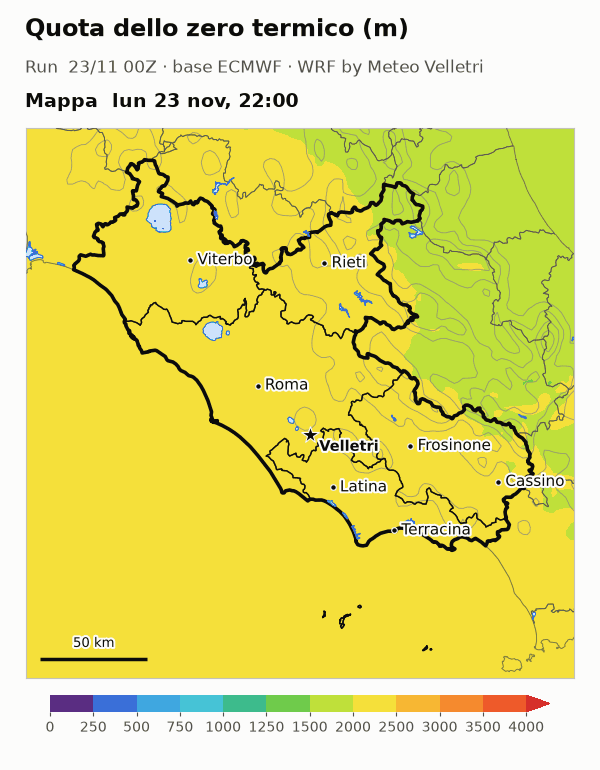 Quota dello zero termico (m)
Run  23/11 00Z · base ECMWF · WRF by Meteo Velletri
Mappa  lun 23 nov, 22:00
Viterbo
Rieti
Roma
Velletri
Frosinone
Cassino
Latina
Terracina
50 km
0 250 500 750 1000 1250 1500 2000 2500 3000 3500 4000